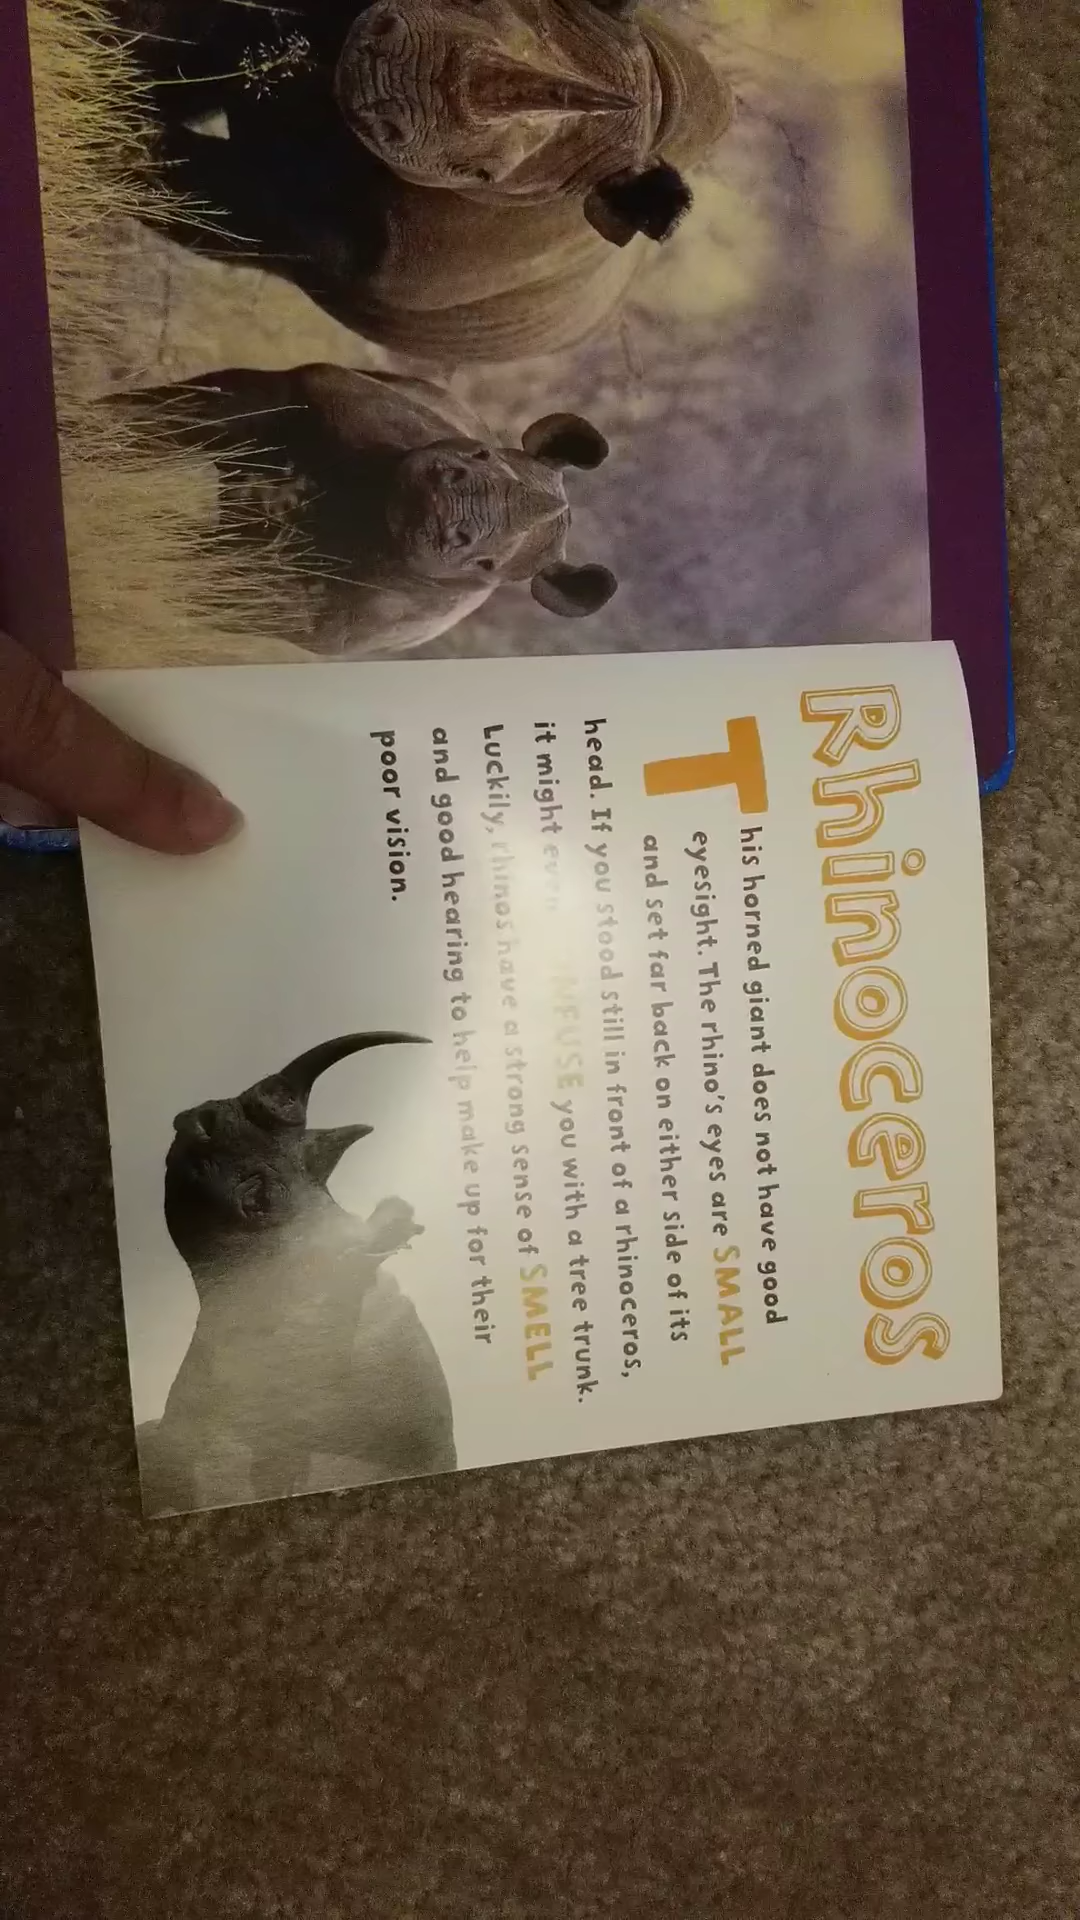 Rhinoceros
This horned giant does not have good
eyesight. The rhino's eyes are SMALL
and set far back on either side of its
head. If you stood still in front of a rhinoceros,
it might even you with a tree trunk.
Luckily, rhinos have a strong sense of SMELL
and good hearing to help make up for their
poor vision.